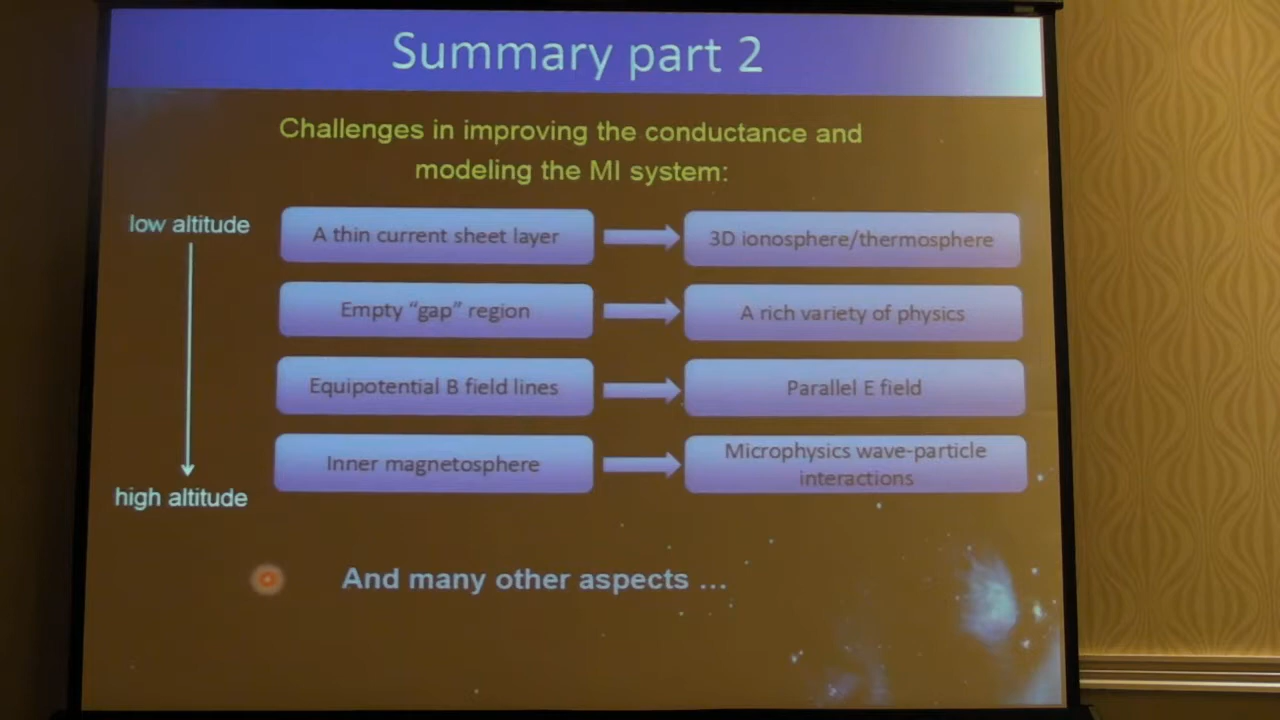 Summary part 2
Challenges in improving the conductance and
modeling the MI system:
low altitude
A thin current sheet layer
3D ionosphere/thermosphere
Empty “gap” region
A rich variety of physics
Equipotential B field lines
Parallel E field
Inner magnetosphere
Microphysics wave-particle
interactions
high altitude
And many other aspects ...